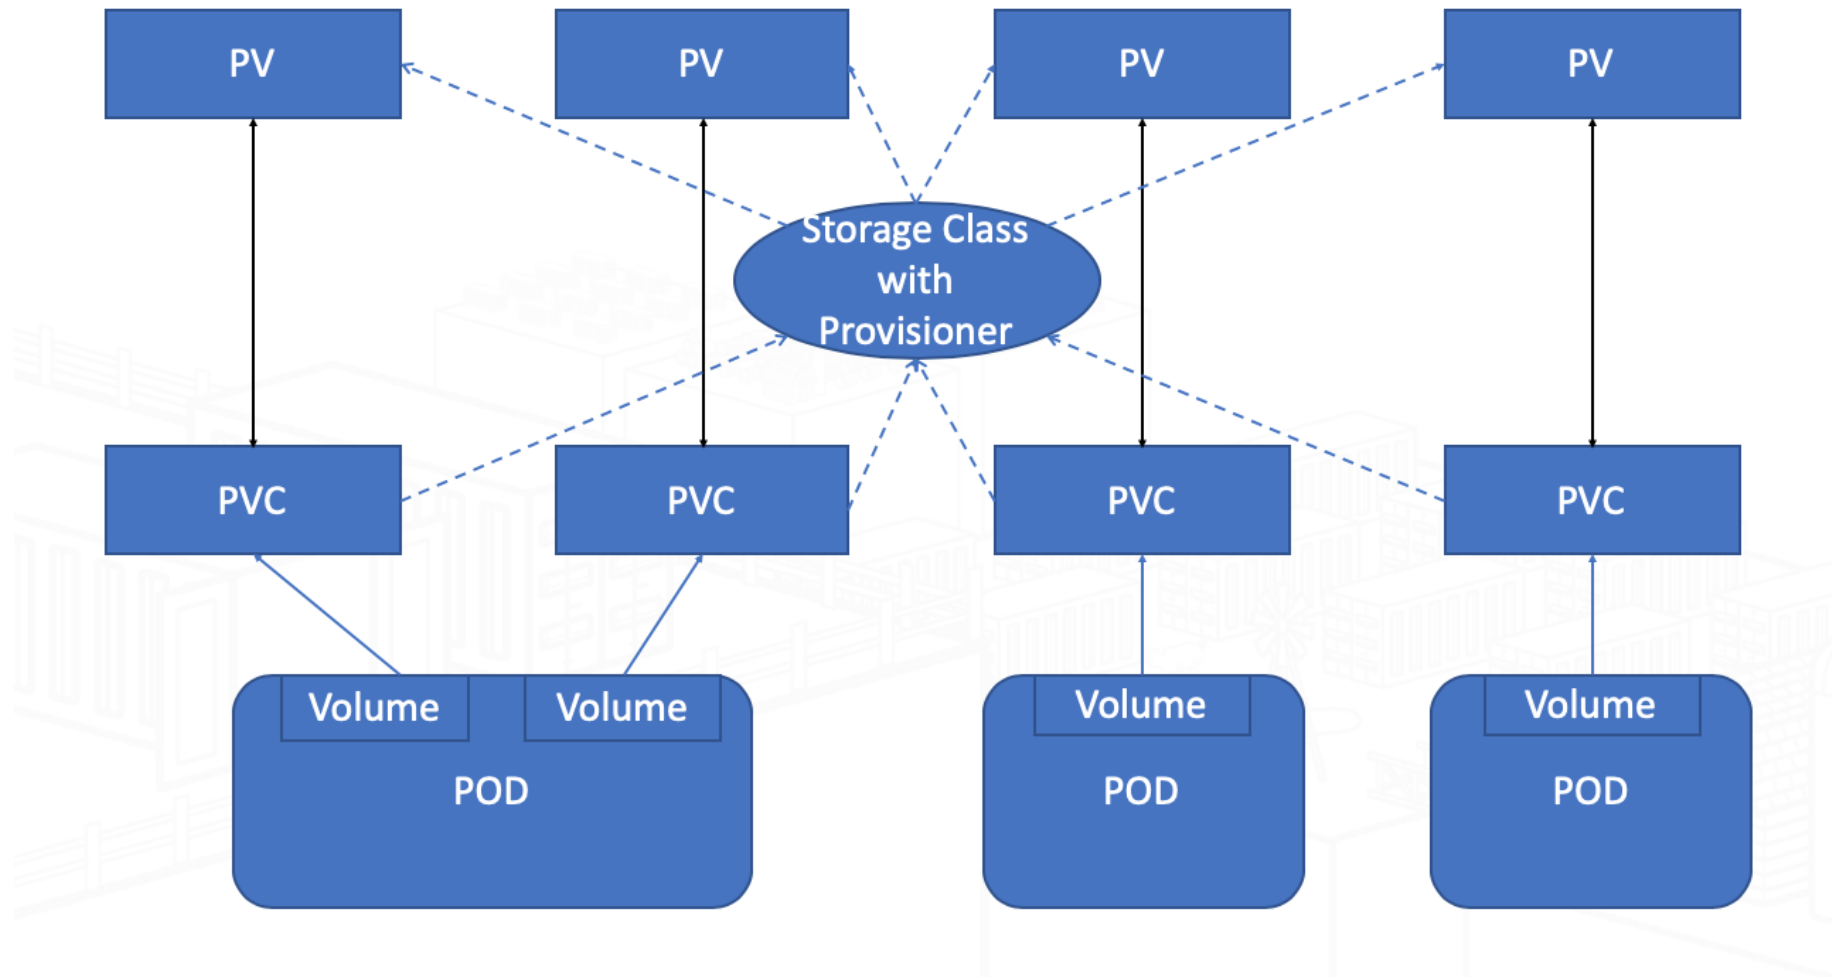 PV
PV
PV
PV
Storage Class
with
Provisioner
PVC
PVC
PVC
PVC
Volume
Volume
Volume
Volume
POD
POD
POD